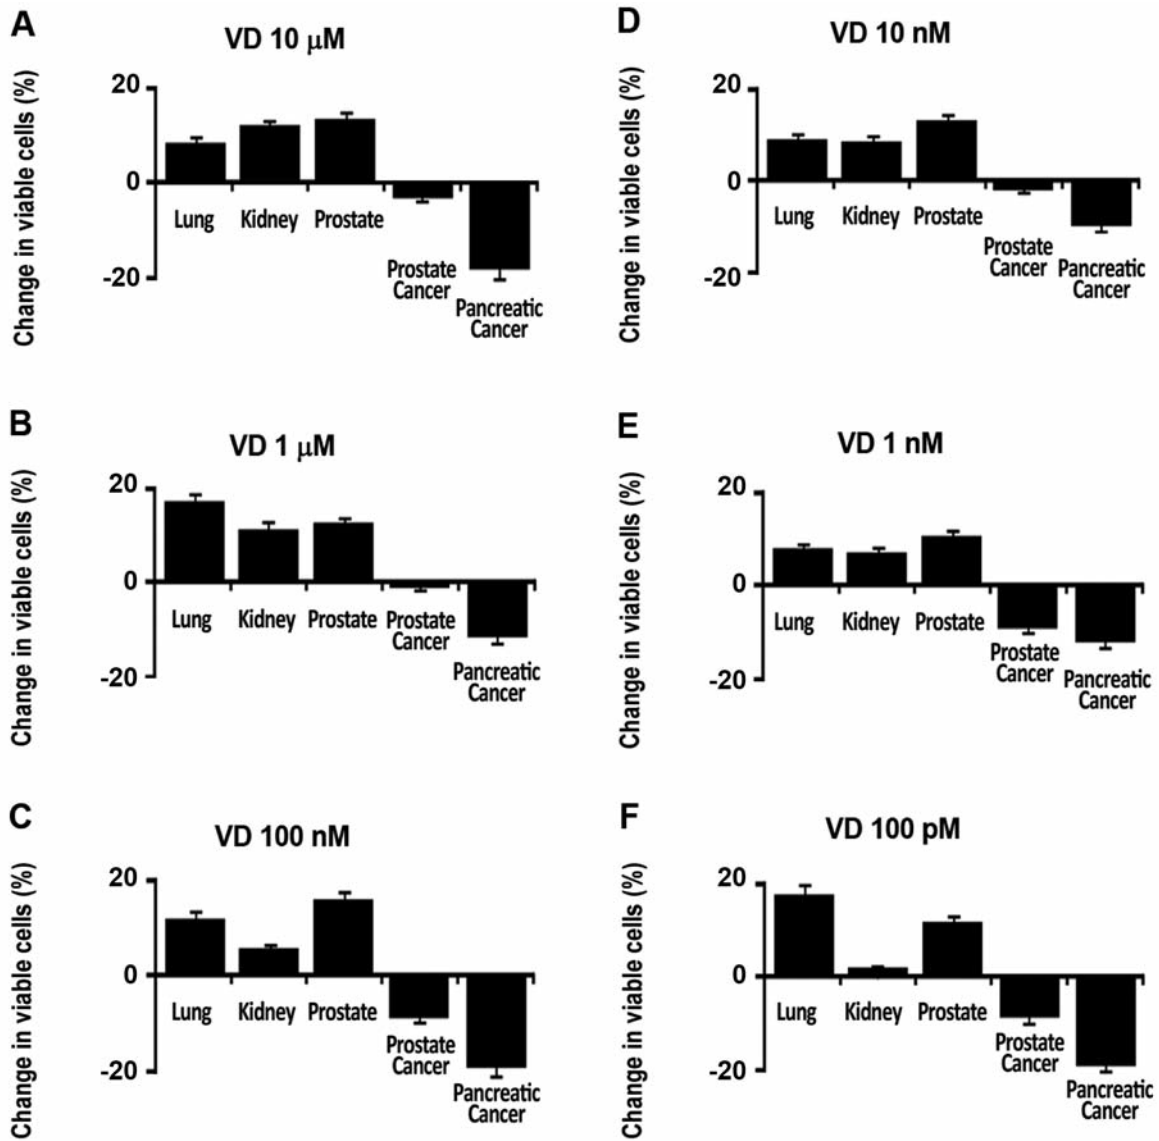 A
VD 10 μM
Change in viable cells (%)
20
0
-20
Lung
Kidney
Prostate
Prostate
Cancer
Pancreatic
Cancer
D
VD 10 nM
Change in viable cells (%)
20
0
-20
Lung
Kidney
Prostate
Prostate
Cancer
Pancreatic
Cancer
B
VD 1 μM
Change in viable cells (%)
20
0
-20
Lung
Kidney
Prostate
Prostate
Cancer
Pancreatic
Cancer
E
VD 1 nM
Change in viable cells (%)
20
0
-20
Lung
Kidney
Prostate
Prostate
Cancer
Pancreatic
Cancer
C
VD 100 nM
Change in viable cells (%)
20
0
-20
Lung
Kidney
Prostate
Prostate
Cancer
Pancreatic
Cancer
F
VD 100 pM
Change in viable cells (%)
20
0
-20
Lung
Kidney
Prostate
Prostate
Cancer
Pancreatic
Cancer